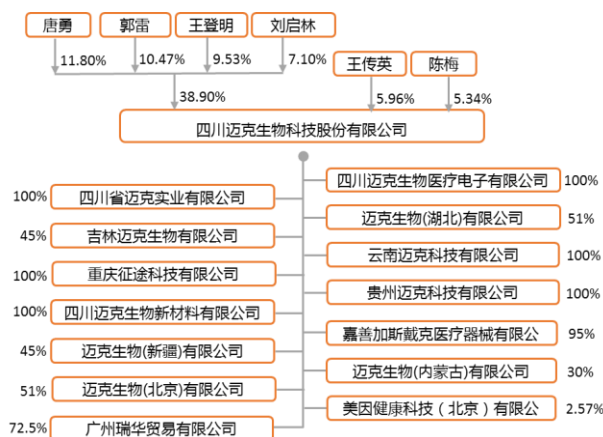 唐勇
郭雷
王登明
刘启林
11.80%
10.47%
9.53%
7.10%
王传英
陈梅
38.90%
5.96%
5.34%
四川迈克生物科技股份有限公司
100%
四川省迈克实业有限公司
45%
吉林迈克生物有限公司
100%
重庆征途科技有限公司
100%
四川迈克生物新材料有限公司
45%
迈克生物(新疆)有限公司
51%
迈克生物(北京)有限公司
72.5%
广州瑞华贸易有限公司
四川迈克生物医疗电子有限公司
100%
迈克生物(湖北)有限公司
51%
云南迈克科技有限公司
100%
贵州迈克科技有限公司
100%
嘉善加斯戴克医疗器械有限公
95%
迈克生物(内蒙古)有限公司
30%
美因健康科技（北京）有限公
2.57%